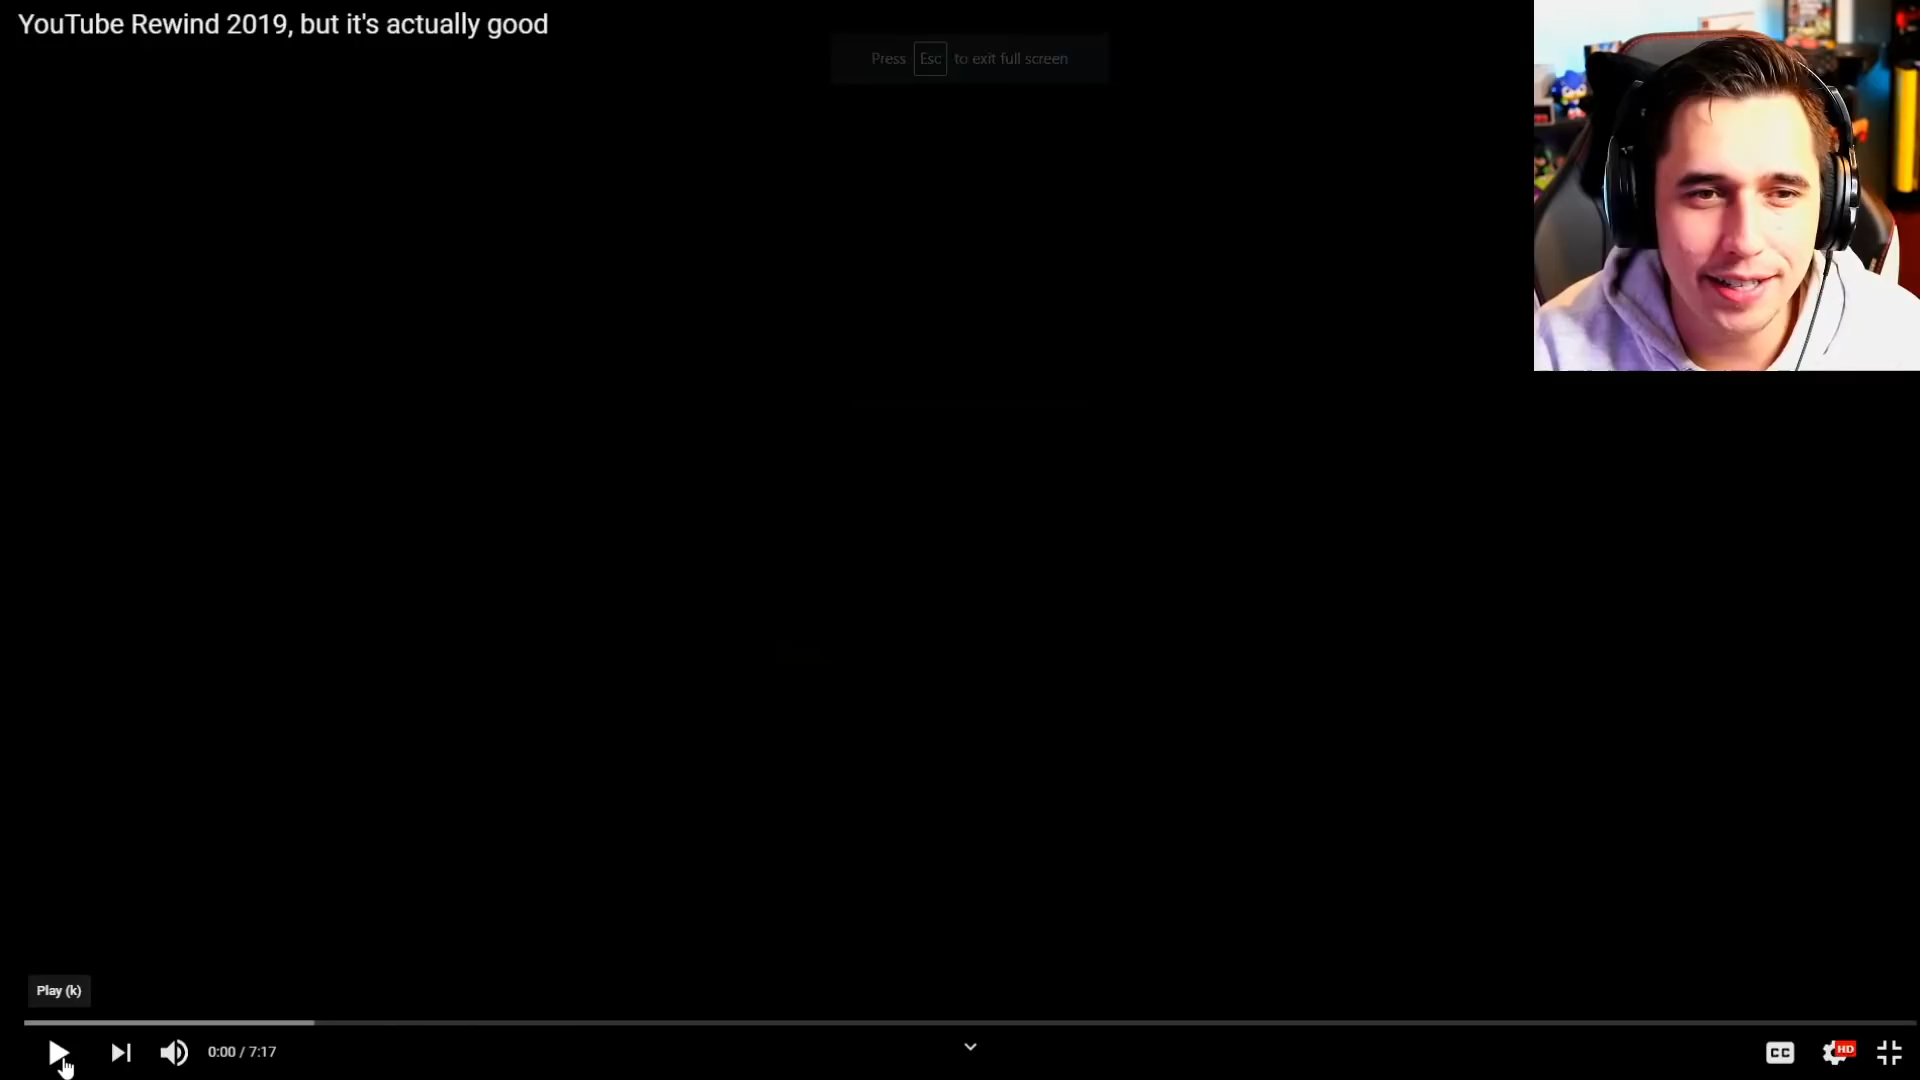 YouTube Rewind 2019, but it's actually good
Press Esc to exit full screen
Play (k)
0:00 / 7:17
CC
HD